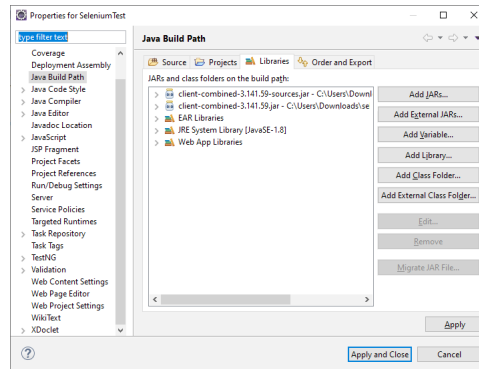 Properties for SeleniumTest
type filter text
Coverage
Deployment Assembly
Java Build Path
Java Code Style
Java Compiler
Java Editor
Javadoc Location
JavaScript
JSP Fragment
Project Facets
Project References
Run/Debug Settings
Server
Service Policies
Targeted Runtimes
Task Repository
Task Tags
TestNG
Validation
Web Content Settings
Web Page Editor
Web Project Settings
WikiText
XDoclet
Java Build Path
Source Projects Libraries Order and Export
JARs and class folders on the build path:
client-combined-3.141.59-sources.jar - C:\Users\Downl
client-combined-3.141.59.jar - C:\Users\Downloads\se
EAR Libraries
JRE System Library [JavaSE-1.8]
Web App Libraries
Add JARs...
Add External JARs...
Add Variable...
Add Library...
Add Class Folder...
Add External Class Folder...
Edit...
Remove
Migrate JAR File...
Apply
Apply and Close
Cancel